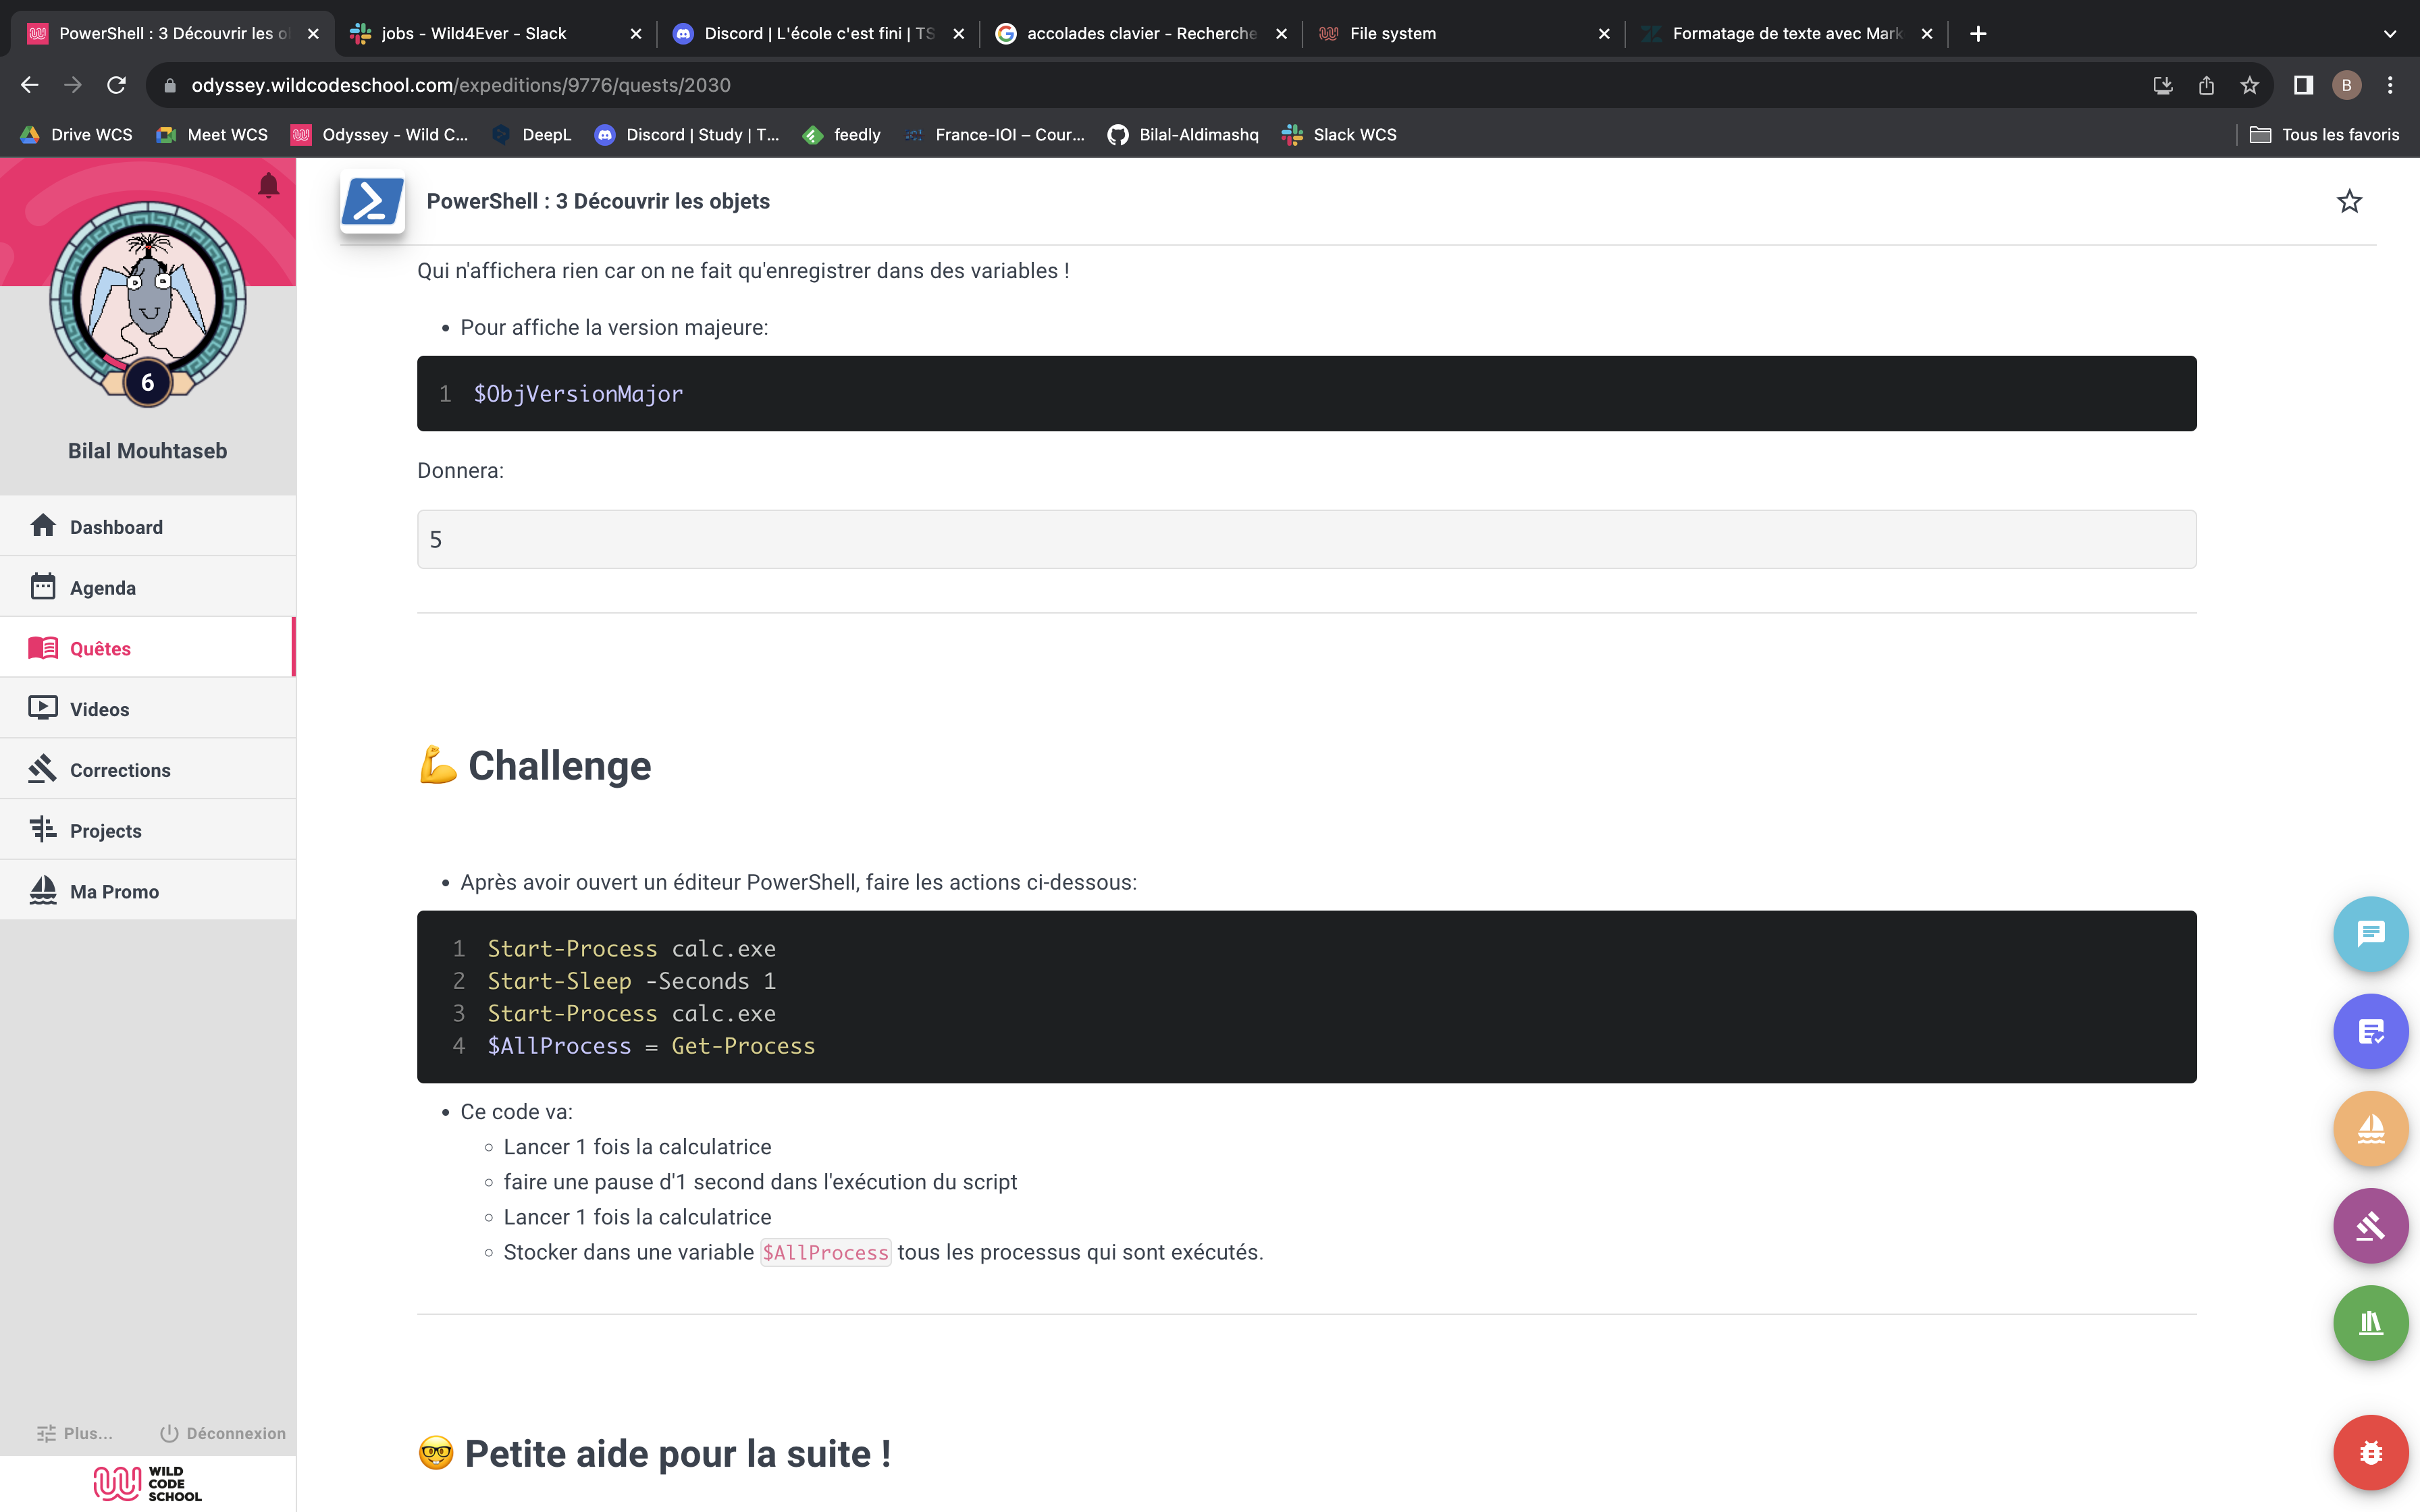 PowerShell : 3 Découvrir les o
jobs - Wild4Ever - Slack
Discord | L'école c'est fini | TS
accolades clavier - Recherche
File system
Formatage de texte avec Mark
odyssey.wildcodeschool.com/expeditions/9776/quests/2030
B
Drive WCS
Meet WCS
Odyssey - Wild C...
DeepL
Discord | Study | T...
feedly
France-IOI – Cour...
Bilal-Aldimashq
Slack WCS
Tous les favoris
6
Bilal Mouhtaseb
Dashboard
Agenda
Quêtes
Videos
Corrections
Projects
Ma Promo
Plus...
Déconnexion
WILD
CODE
SCHOOL
PowerShell : 3 Découvrir les objets
Qui n'affichera rien car on ne fait qu'enregistrer dans des variables !
• Pour affiche la version majeure:
1 $ObjVersionMajor
Donnera:
5
💪 Challenge
• Après avoir ouvert un éditeur PowerShell, faire les actions ci-dessous:
1 Start-Process calc.exe
2 Start-Sleep -Seconds 1
3 Start-Process calc.exe
4 $AllProcess = Get-Process
• Ce code va:
◦ Lancer 1 fois la calculatrice
◦ faire une pause d'1 second dans l'exécution du script
◦ Lancer 1 fois la calculatrice
◦ Stocker dans une variable $AllProcess tous les processus qui sont exécutés.
🤓 Petite aide pour la suite !